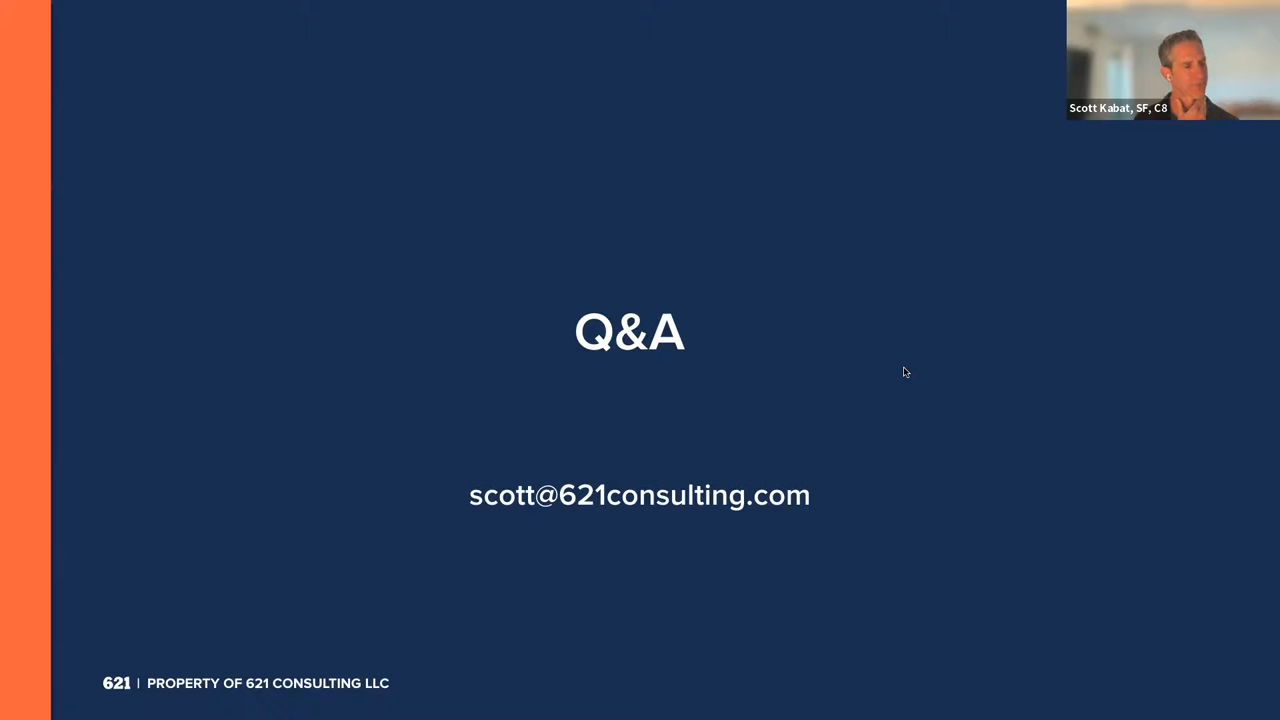 Scott Kabat, SF, C8
Q&A
scott@621consulting.com
621 | PROPERTY OF 621 CONSULTING LLC